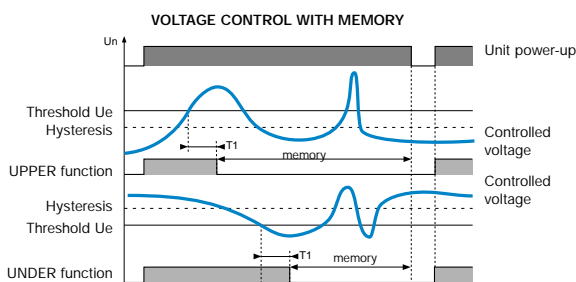 VOLTAGE CONTROL WITH MEMORY
Un
Unit power-up
Threshold Ue
Hysteresis
Controlled
voltage
T1
memory
UPPER function
Controlled
voltage
Hysteresis
Threshold Ue
T1
memory
UNDER function